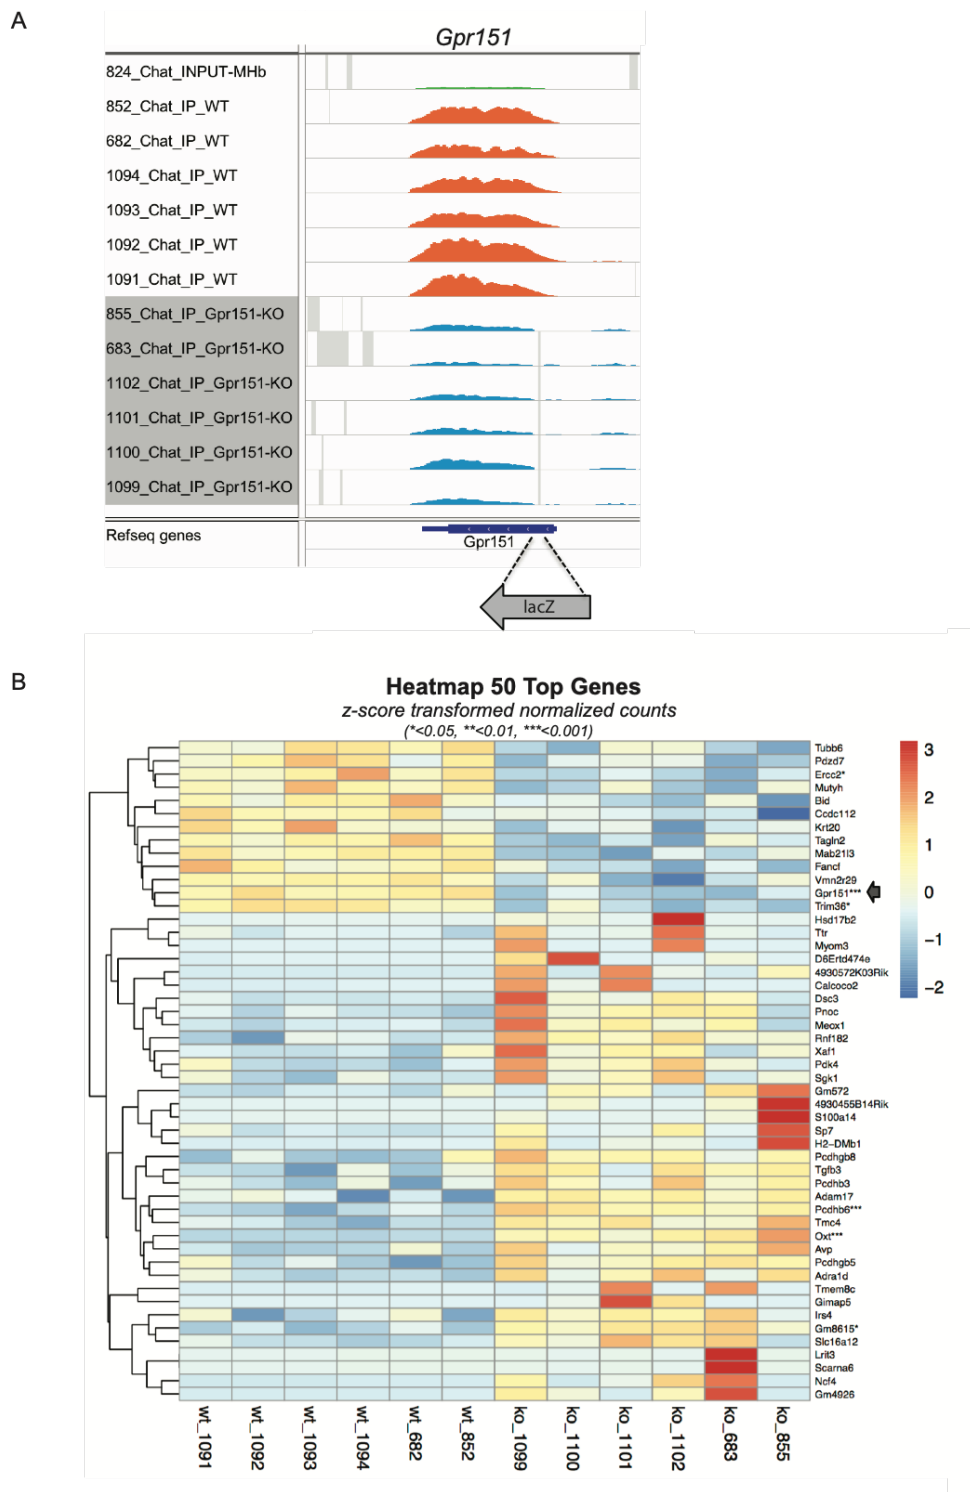 A
Gpr151
824_Chat_INPUT-MHb
852_Chat_IP_WT
682_Chat_IP_WT
1094_Chat_IP_WT
1093_Chat_IP_WT
1092_Chat_IP_WT
1091_Chat_IP_WT
855_Chat_IP_Gpr151-KO
683_Chat_IP_Gpr151-KO
1102_Chat_IP_Gpr151-KO
1101_Chat_IP_Gpr151-KO
1100_Chat_IP_Gpr151-KO
1099_Chat_IP_Gpr151-KO
Refseq genes
Gpr151
lacZ
B
Heatmap 50 Top Genes
z-score transformed normalized counts
(*<0.05, **<0.01, ***<0.001)
Tubb6
Pdzd7
Ercc2*
Mutyh
Bid
Ccdc112
Krt20
Tagln2
Mab21l3
Fancf
Vmn2r29
Gpr151***
Trim36*
Hsd17b2
Ttr
Myom3
D6Ertd474e
4930572K03Rik
Calcoco2
Dsc3
Pnoc
Meox1
Rnf182
Xaf1
Pdk4
Sgk1
Gm572
4930455B14Rik
S100a14
Sp7
H2-DMb1
Pcdhgb8
Tgfb3
Pcdhb3
Adam17
Pcdhb6***
Tmc4
Oxt***
Avp
Pcdhgb5
Adra1d
Tmem8c
Gimap5
Irs4
Gm8615*
Slc16a12
Lrit3
Scarna6
Ncf4
Gm4926
3
2
1
0
−1
−2
wt_1091
wt_1092
wt_1093
wt_1094
wt_682
wt_852
ko_1099
ko_1100
ko_1101
ko_1102
ko_683
ko_855